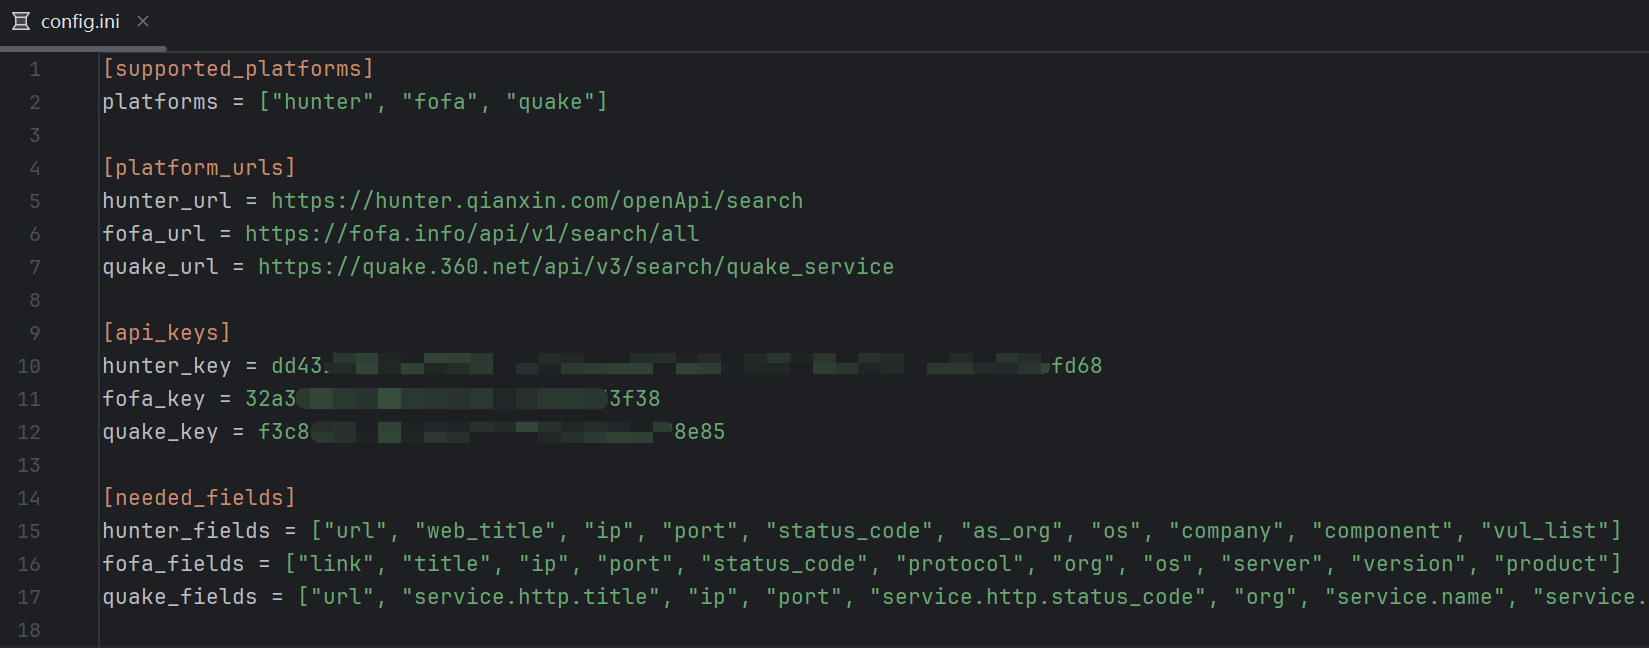 config.ini
1 [supported_platforms]
2 platforms = ["hunter", "fofa", "quake"]
3
4 [platform_urls]
5 hunter_url = https://hunter.qianxin.com/openApi/search
6 fofa_url = https://fofa.info/api/v1/search/all
7 quake_url = https://quake.360.net/api/v3/search/quake_service
8
9 [api_keys]
10 hunter_key = dd43 fd68
11 fofa_key = 32a3 3f38
12 quake_key = f3c8 8e85
13
14 [needed_fields]
15 hunter_fields = ["url", "web_title", "ip", "port", "status_code", "as_org", "os", "company", "component", "vul_list"]
16 fofa_fields = ["link", "title", "ip", "port", "status_code", "protocol", "org", "os", "server", "version", "product"]
17 quake_fields = ["url", "service.http.title", "ip", "port", "service.http.status_code", "org", "service.name", "service.
18